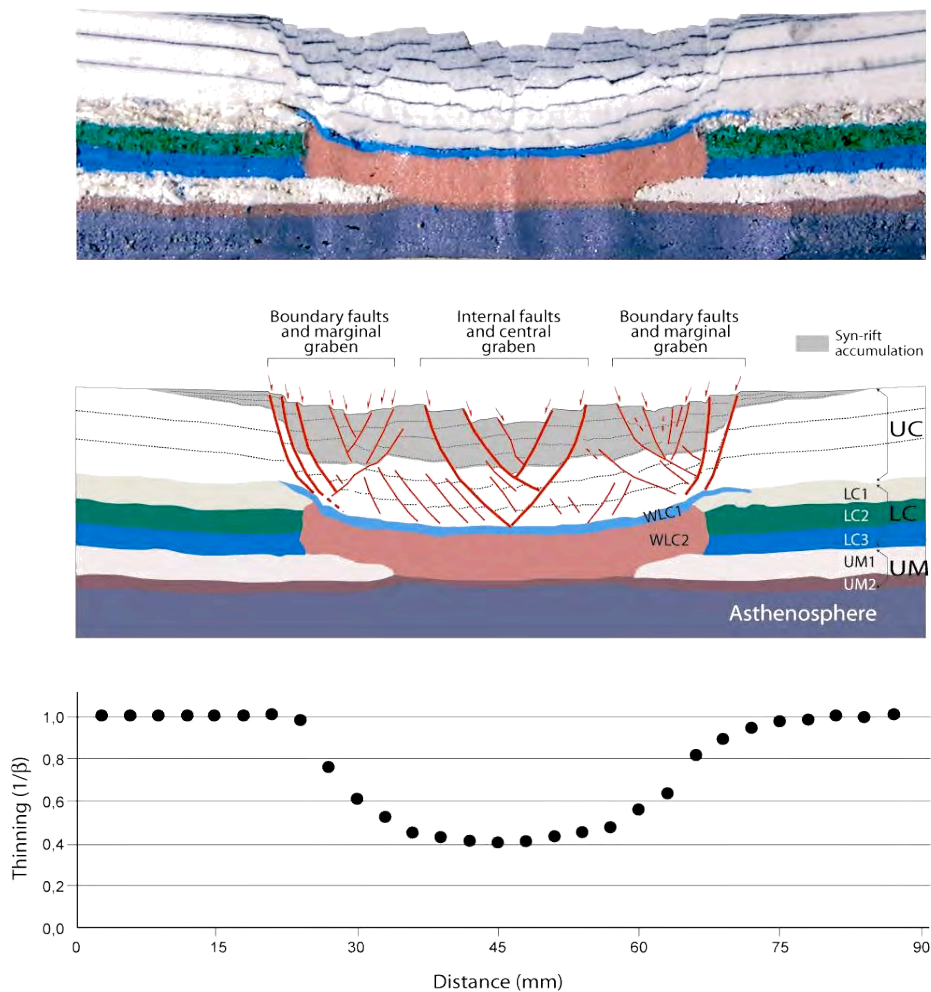 Boundary faults
and marginal
graben
Internal faults
and central
graben
Boundary faults
and marginal
graben
Syn-rift
accumulation
UC
LC1
LC
LC2
WLC1
WLC2
LC3
UM1
UM
UM2
Asthenosphere
Thinning (1/β)
1,0
0,8
0,6
0,4
0,2
0,0
0
15
30
45
60
75
90
Distance (mm)